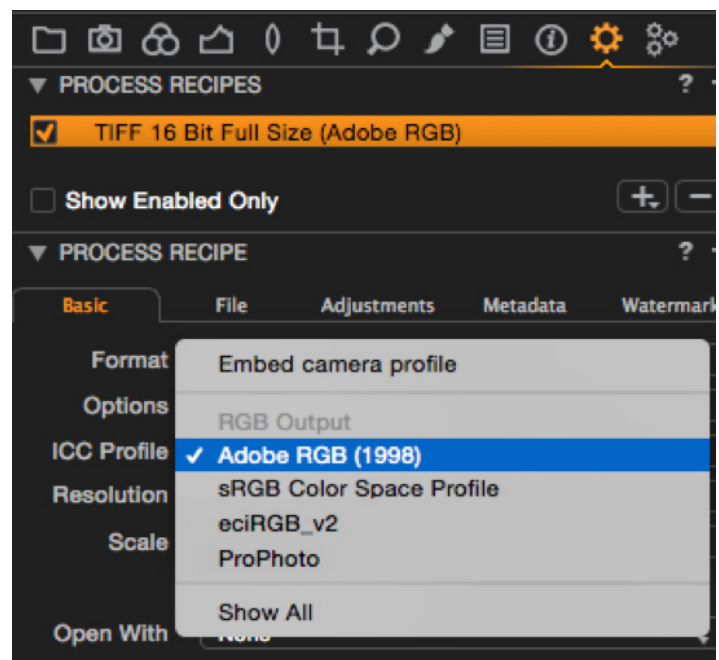 PROCESS RECIPES ?
TIFF 16 Bit Full Size (Adobe RGB)
Show Enabled Only
PROCESS RECIPE ?
Basic File Adjustments Metadata Watermark
Format
Embed camera profile
Options
RGB Output
ICC Profile ✓ Adobe RGB (1998)
Resolution sRGB Color Space Profile
eciRGB_v2
Scale
ProPhoto
Show All
Open With None